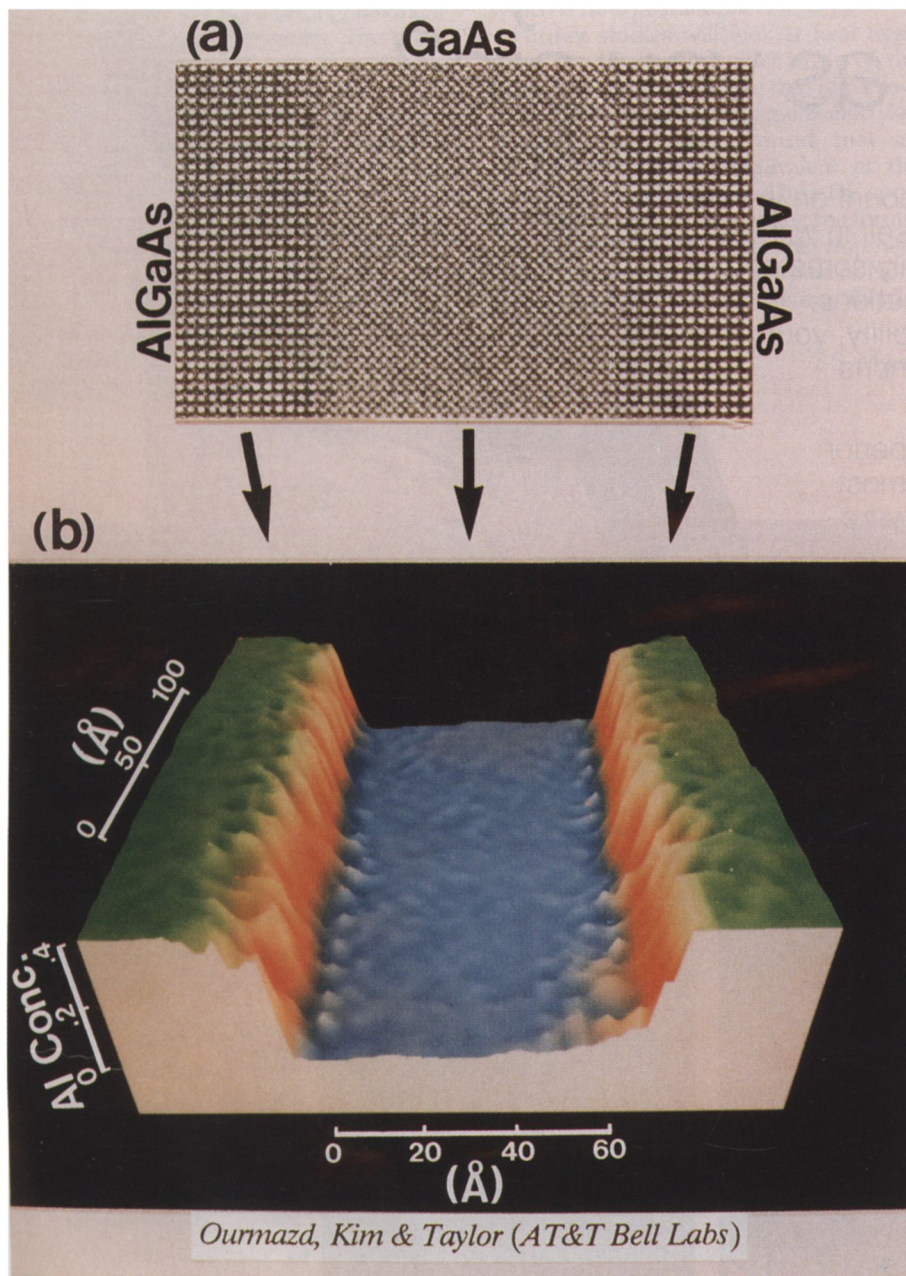 (a)
GaAs
AlGaAs
AlGaAs
(b)
(Å)
0 50 100
Al Conc.
0 .2 .4
0 20 40 60
(Å)
Ourmazd, Kim & Taylor (AT&T Bell Labs)